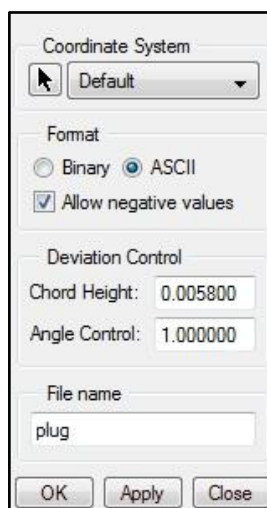 Coordinate System
Default
Format
Binary ASCII
Allow negative values
Deviation Control
Chord Height: 0.005800
Angle Control: 1.000000
File name
plug
OK Apply Close